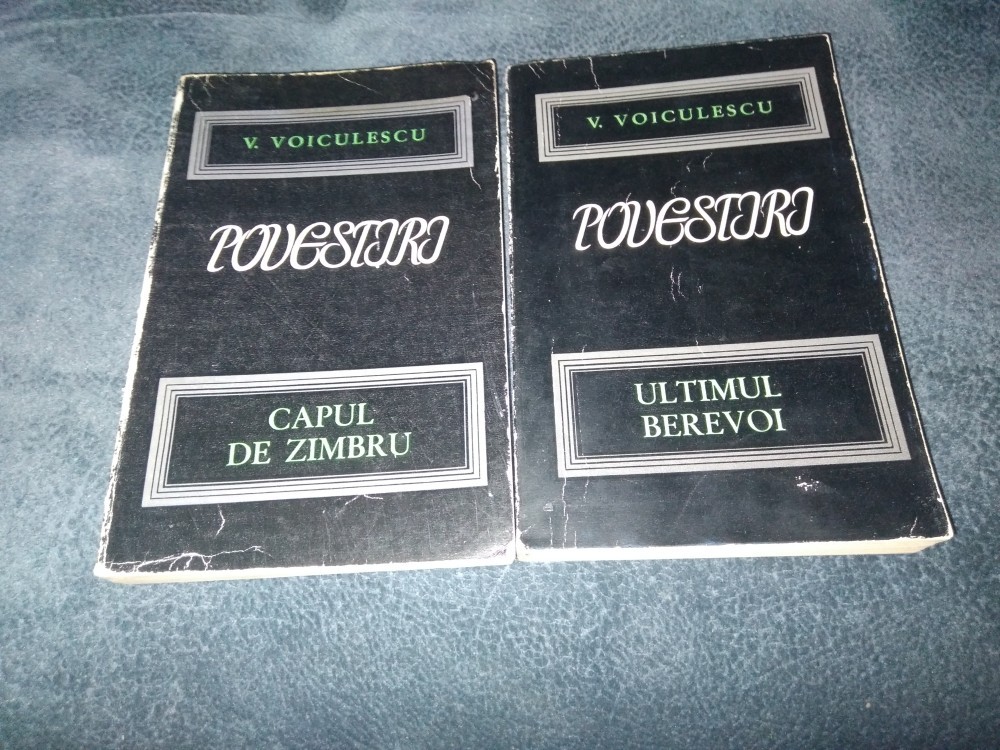 V. VOICULESCU
POVESTIRI
CAPUL
DE ZIMBRU
V. VOICULESCU
POVESTIRI
ULTIMUL
BEREVOI